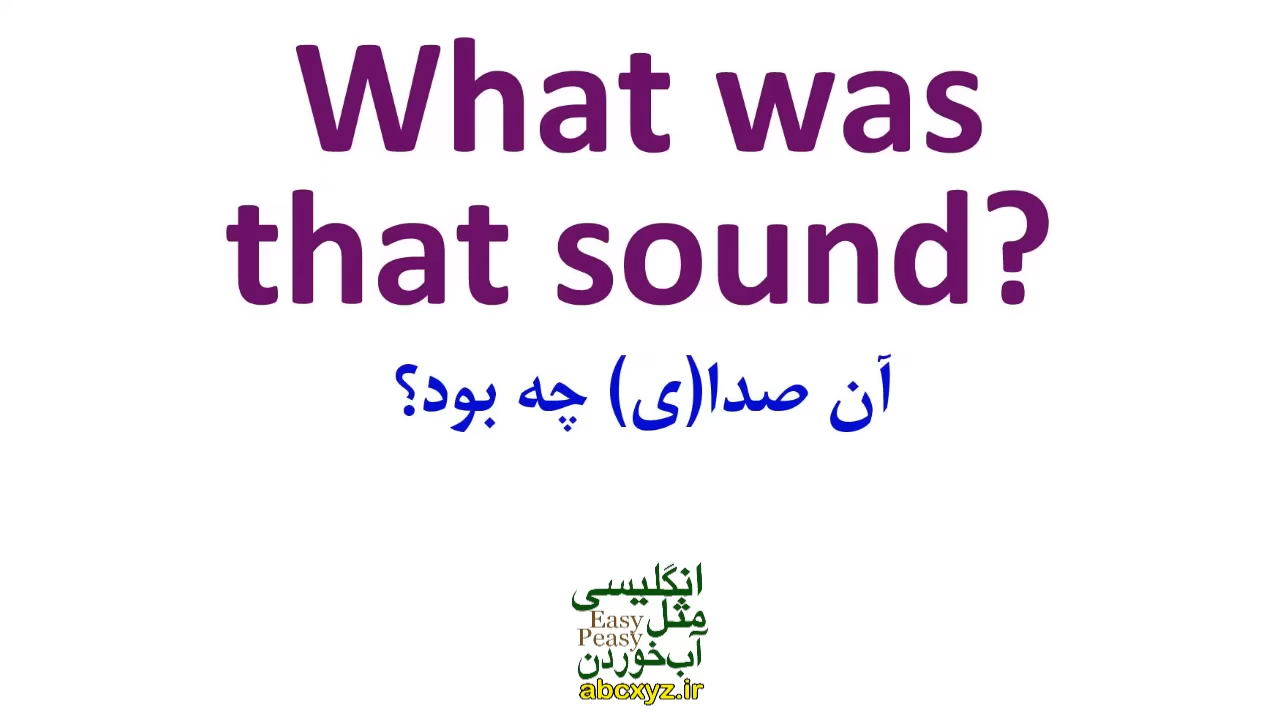 What was
that sound?
آن صدا(ی) چه بود؟
انگلیسی
مثل
Easy
Peasy
آب‌خوردن
abcxyz.ir